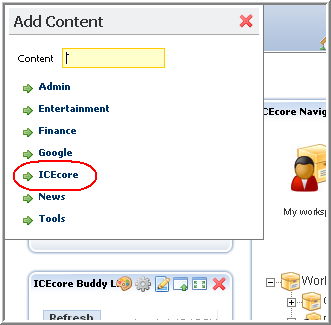 Add Content
Content
Admin
Entertainment
Finance
Google
ICEcore
News
Tools
ICEcore Navig
My worksp
ICEcore Buddy L
Refresh
Worl